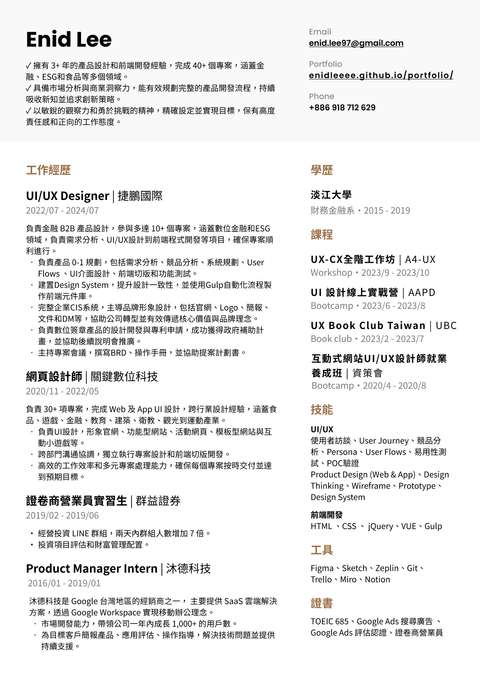 Enid Lee
✓ 擁有 3+ 年的產品設計和前端開發經驗，完成 40+ 個專案，涵蓋金
融、ESG和食品等多個領域。
✓ 具備市場分析與商業洞察力，能有效規劃完整的產品開發流程，持續
吸收新知並追求創新策略。
✓ 以敏銳的觀察力和勇於挑戰的精神，精確設定並實現目標，保有高度
責任感和正向的工作態度。
Email
enid.lee97@gmail.com
Portfolio
enidleeee.github.io/portfolio/
Phone
+886 918 712 629
工作經歷
UI/UX Designer | 捷鵬國際
2022/07 - 2024/07
負責金融 B2B 產品設計，參與多達 10+ 個專案，涵蓋數位金融和ESG
領域，負責需求分析、UI/UX設計到前端程式開發等項目，確保專案順
利進行。
· 負責產品 0-1 規劃，包括需求分析、競品分析、系統規劃、User
Flows 、UI介面設計、前端切版和功能測試。
· 建置Design System，提升設計一致性，並使用Gulp自動化流程製
作前端元件庫。
· 完整企業CIS系統，主導品牌形象設計，包括官網、Logo、簡報、
文件和DM等，協助公司轉型並有效傳遞核心價值與品牌理念。
· 負責數位簽章產品的設計開發與專利申請，成功獲得政府補助計
畫，並協助後續說明會推廣。
· 主持專案會議，撰寫BRD、操作手冊，並協助提案計劃書。
網頁設計師 | 關鍵數位科技
2020/11 - 2022/05
負責 30+ 項專案，完成 Web 及 App UI 設計，跨行業設計經驗，涵蓋食
品、遊戲、金融、教育、建築、衛教、觀光到運動產業。
· 負責UI設計，形象官網、功能型網站、活動網頁、模板型網站與互
動小遊戲等。
· 跨部門溝通協調，獨立執行專案設計和前端切版開發。
· 高效的工作效率和多元專案處理能力，確保每個專案按時交付並達
到預期目標。
證卷商營業員實習生 | 群益證券
2019/02 - 2019/06
• 經營投資 LINE 群組，兩天內群組人數增加 7 倍。
• 投資項目評估和財富管理配置。
Product Manager Intern | 沐德科技
2016/01 - 2019/01
沐德科技是 Google 台灣地區的經銷商之一， 主要提供 SaaS 雲端解決
方案，透過 Google Workspace 實現移動辦公理念。
· 市場開發能力，帶領公司一年內成長 1,000+ 的用戶數。
· 為目標客戶簡報產品、應用評估、操作指導，解決技術問題並提供
持續支援。
學歷
淡江大學
財務金融系・2015 - 2019
課程
UX-CX全階工作坊 | A4-UX
Workshop・2023/9 - 2023/10
UI 設計線上實戰營 | AAPD
Bootcamp・2023/6 - 2023/8
UX Book Club Taiwan | UBC
Book club・2023/2 - 2023/7
互動式網站UI/UX設計師就業
養成班 | 資策會
Bootcamp・2020/4 - 2020/8
技能
UI/UX
使用者訪談、User Journey、競品分
析、Persona、User Flows、易用性測
試、POC驗證
Product Design (Web & App)、Design
Thinking、Wireframe、Prototype、
Design System
前端開發
HTML 、CSS 、 jQuery、VUE、Gulp
工具
Figma、Sketch、Zeplin、Git、
Trello、Miro、Notion
證書
TOEIC 685、Google Ads 搜尋廣告 、
Google Ads 評估認證、證卷商營業員